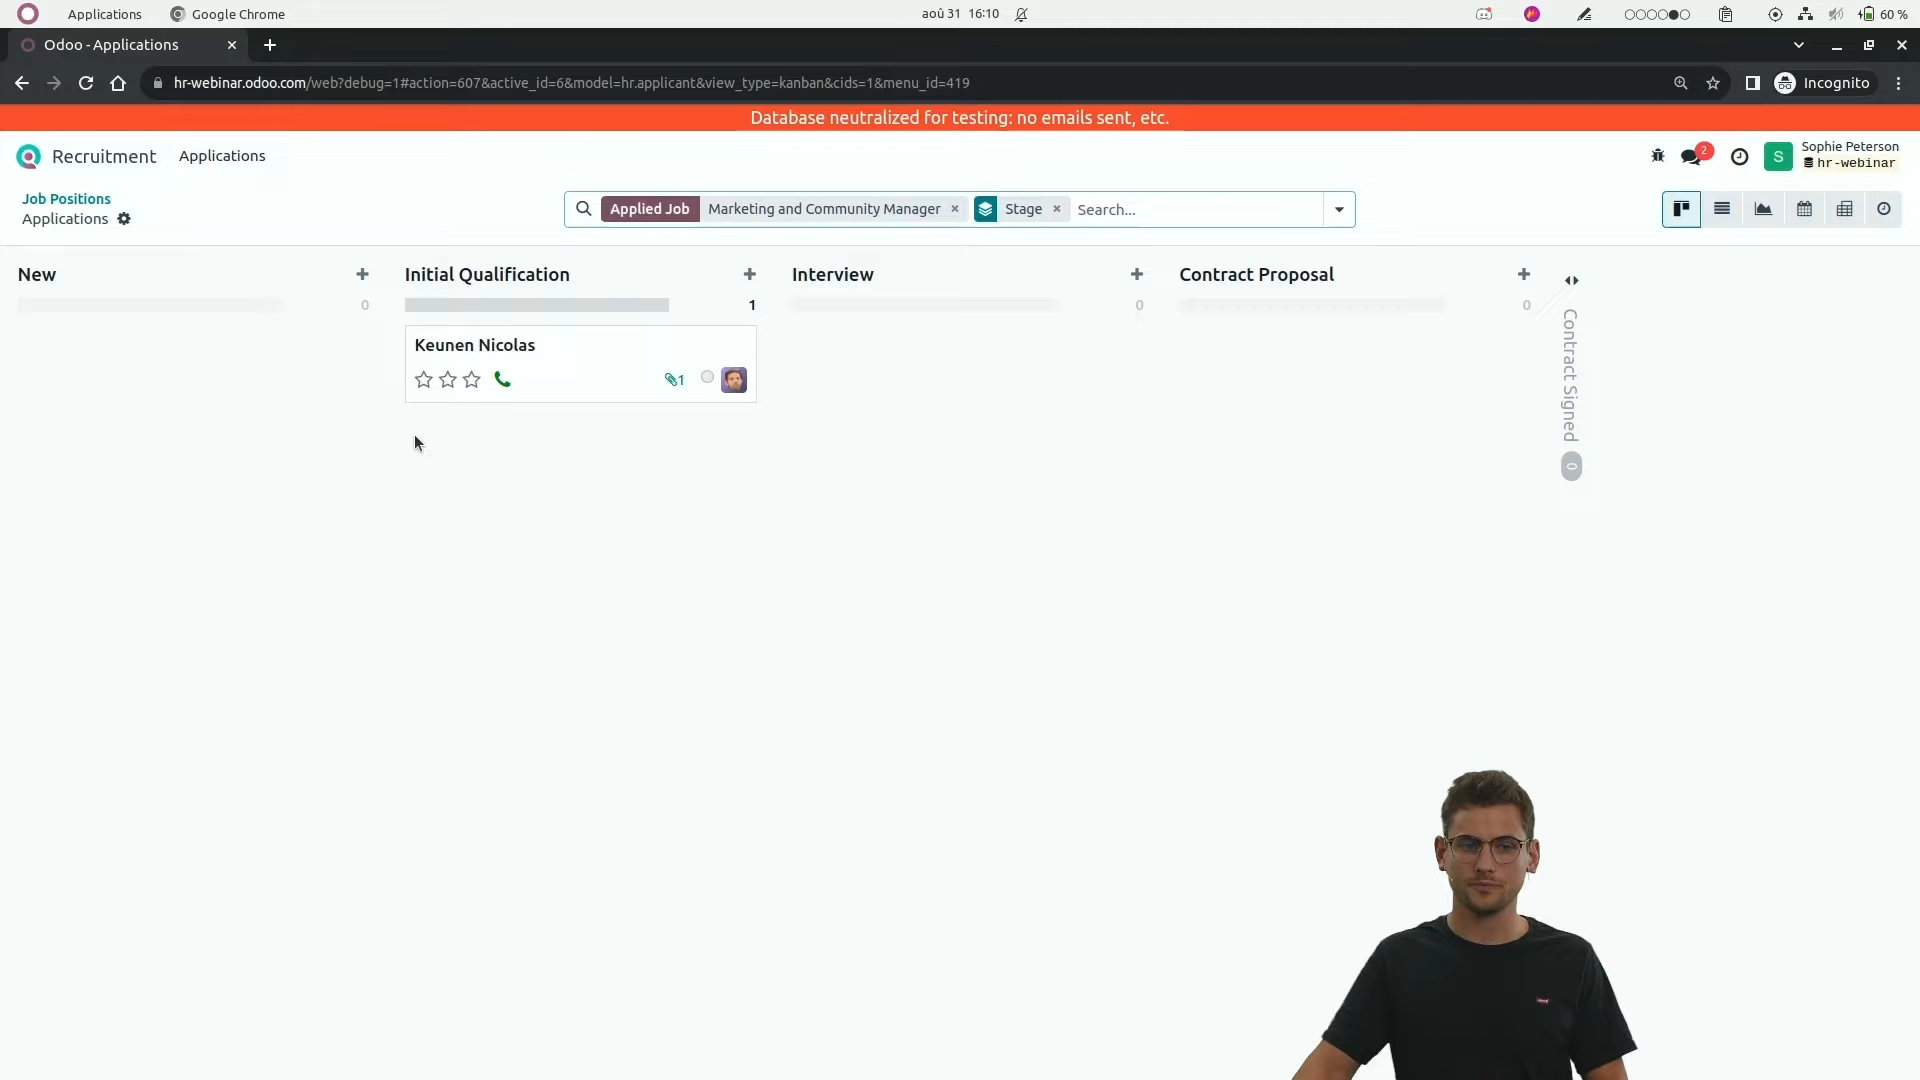 Applications Google Chrome aoû 31 16:10 60 %
Odoo - Applications
hr-webinar.odoo.com/web?debug=1#action=607&active_id=6&model=hr.applicant&view_type=kanban&cids=1&menu_id=419 Incognito
Database neutralized for testing: no emails sent, etc.
Recruitment Applications 2 S Sophie Peterson
hr-webinar
Job Positions
Applications
Applied Job Marketing and Community Manager Stage Search...
New Initial Qualification Interview Contract Proposal
0 1 0 0
Keunen Nicolas
1
Contract Signed 0